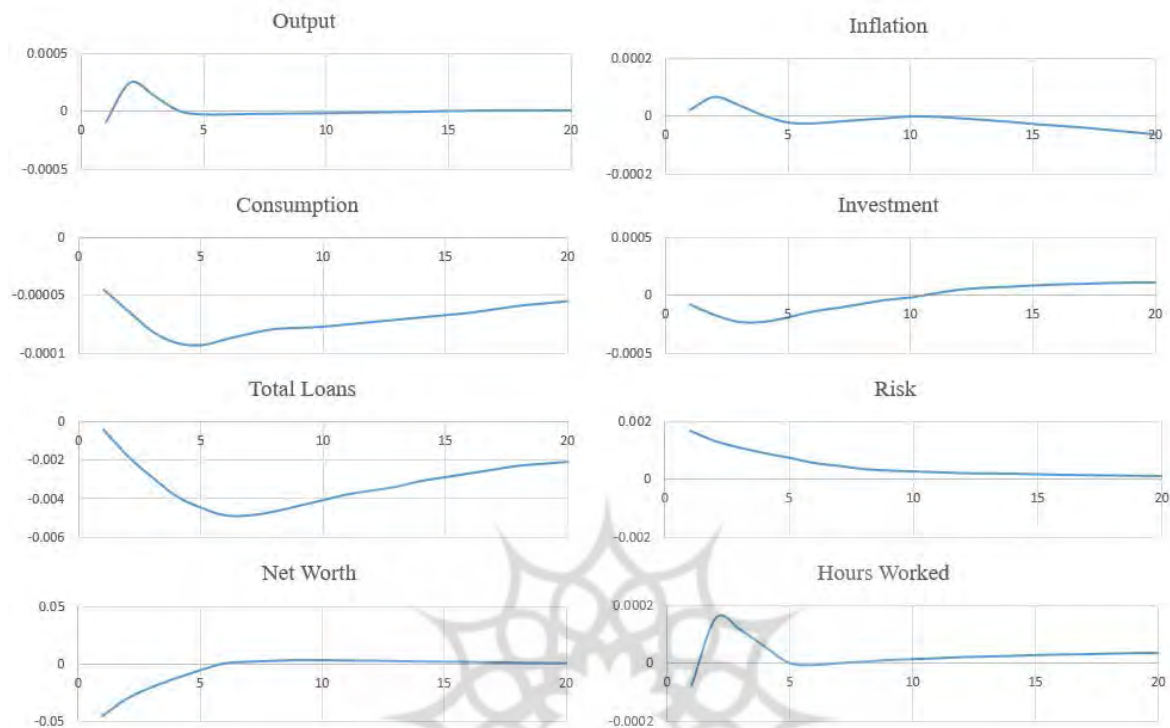 Output
0.0005
0
0 5 10 15 20
-0.0005
Inflation
0.0002
0
0 5 10 15 20
-0.0002
Consumption
0
0 5 10 15 20
-0.00005
-0.0001
Investment
0.0005
0
0 5 10 15 20
-0.0005
Total Loans
0
0 5 10 15 20
-0.002
-0.004
-0.006
Risk
0.002
0
0 5 10 15 20
-0.002
Net Worth
0.05
0
0 5 10 15 20
-0.05
Hours Worked
0.0002
0
0 5 10 15 20
-0.0002